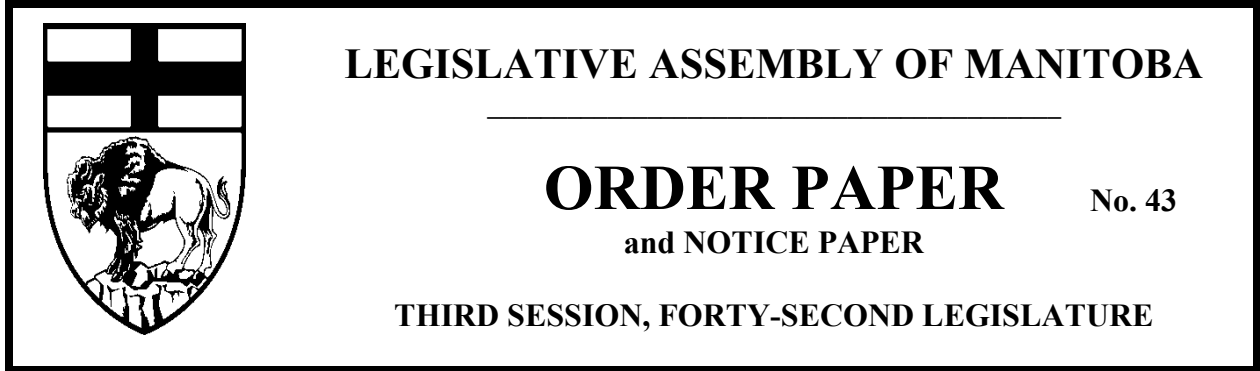 LEGISLATIVE ASSEMBLY OF MANITOBA
ORDER PAPER No. 43
and NOTICE PAPER
THIRD SESSION, FORTY-SECOND LEGISLATURE